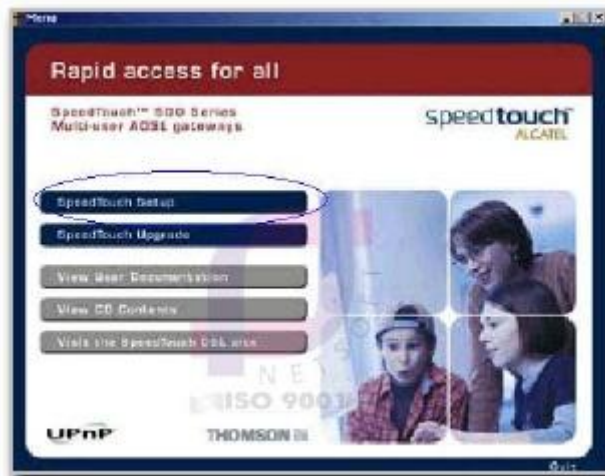 Menu
Rapid access for all
SpeedTouch™ 500 Series
Multi-user ADSL gateways
speedtouch™
ALCATEL
SpeedTouch Setup
SpeedTouch Upgrade
View User Documentation
View CD Contents
Visit the SpeedTouch DSL site
ISO 9001
UPnP
THOMSON
Quit